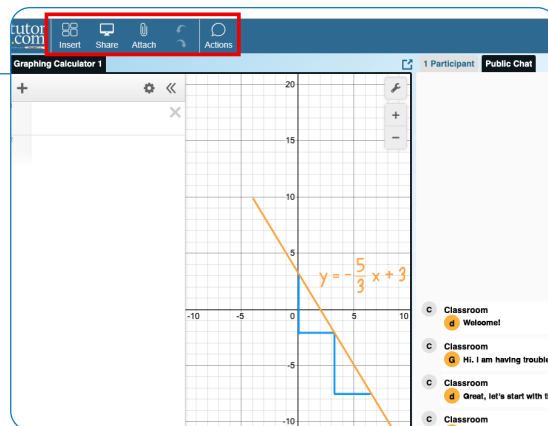 tutor
.com
Insert Share Attach Actions
Graphing Calculator 1
1 Participant Public Chat
20
15
10
5
y = -5/3 x + 3
-10 -5 0 5 10
-5
-10
C Classroom
d Welcome!
C Classroom
G Hi. I am having trouble
C Classroom
d Great, let's start with
C Classroom